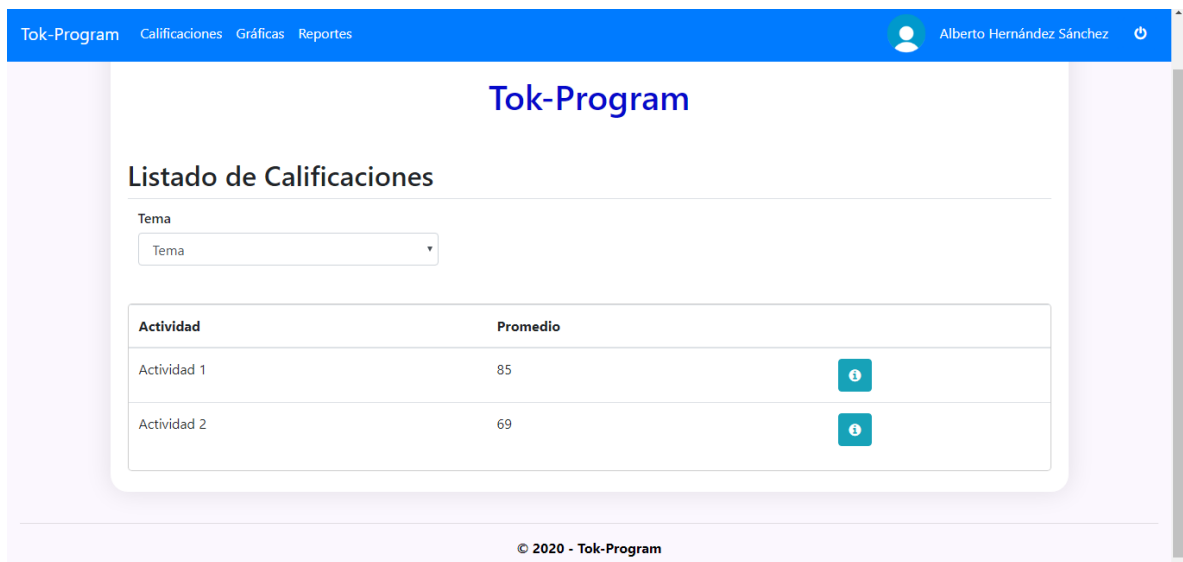 Tok-Program Calificaciones Gráficas Reportes Alberto Hernández Sánchez
Tok-Program
Listado de Calificaciones
Tema
Tema
Actividad Promedio
Actividad 1 85
Actividad 2 69
© 2020 - Tok-Program